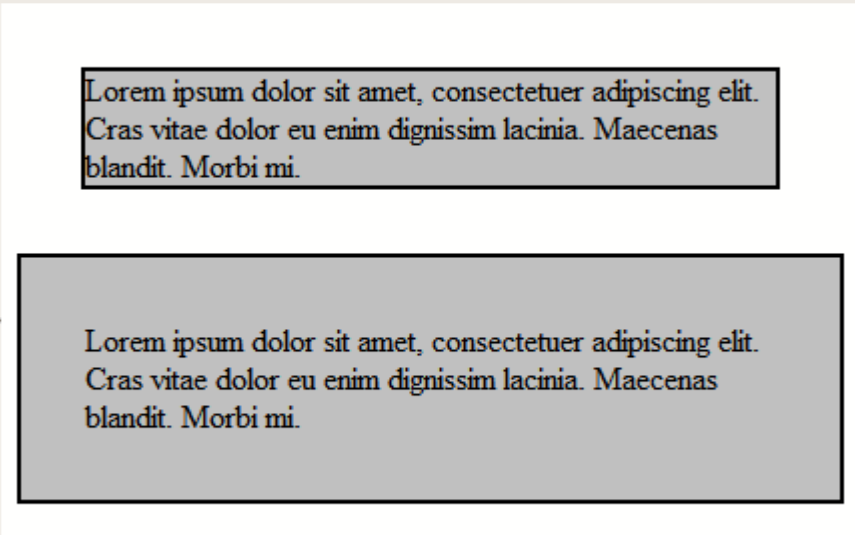 Lorem ipsum dolor sit amet, consectetuer adipiscing elit.
Cras vitae dolor eu enim dignissim lacinia. Maecenas
blandit. Morbi mi.
Lorem ipsum dolor sit amet, consectetuer adipiscing elit.
Cras vitae dolor eu enim dignissim lacinia. Maecenas
blandit. Morbi mi.